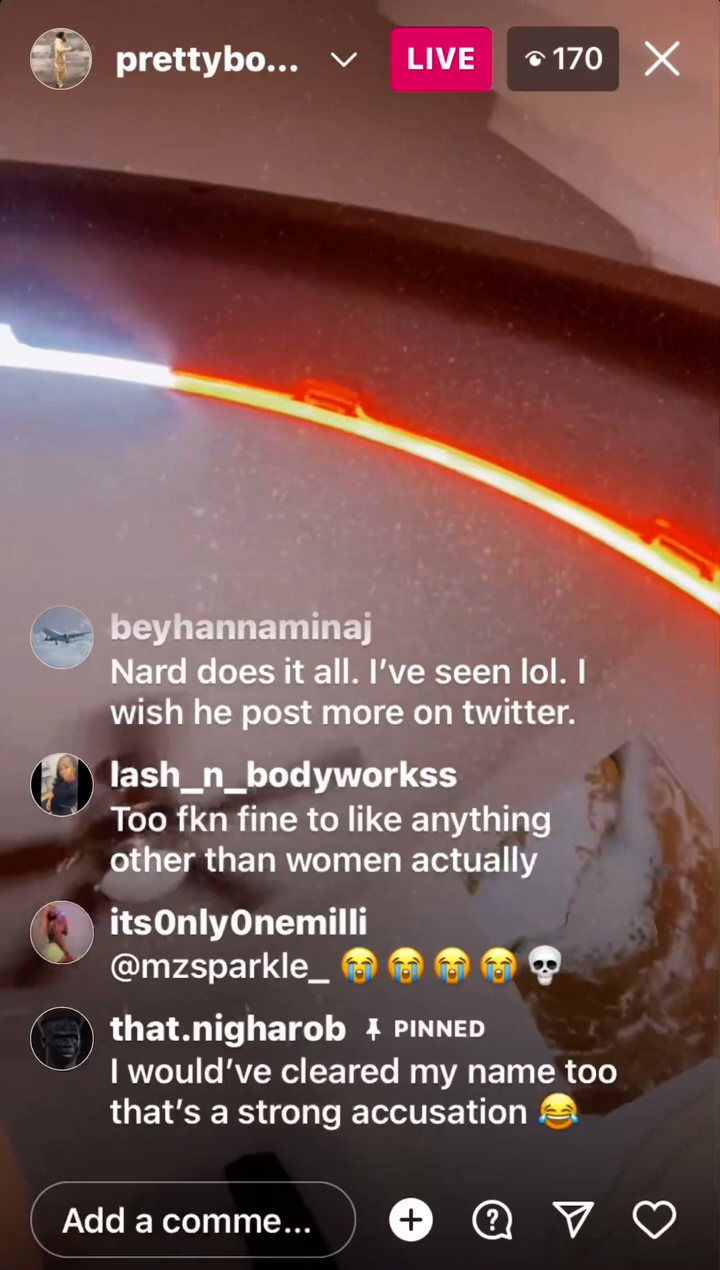 prettybo...
LIVE
170
beyhannaminaj
Nard does it all. I've seen lol. I
wish he post more on twitter.
lash_n_bodyworkss
Too fkn fine to like anything
other than women actually
its0nly0nemilli
@mzsparkle_ 😭😭😭😭💀
that.nigharob PINNED
I would've cleared my name too
that's a strong accusation 😂
Add a comme...